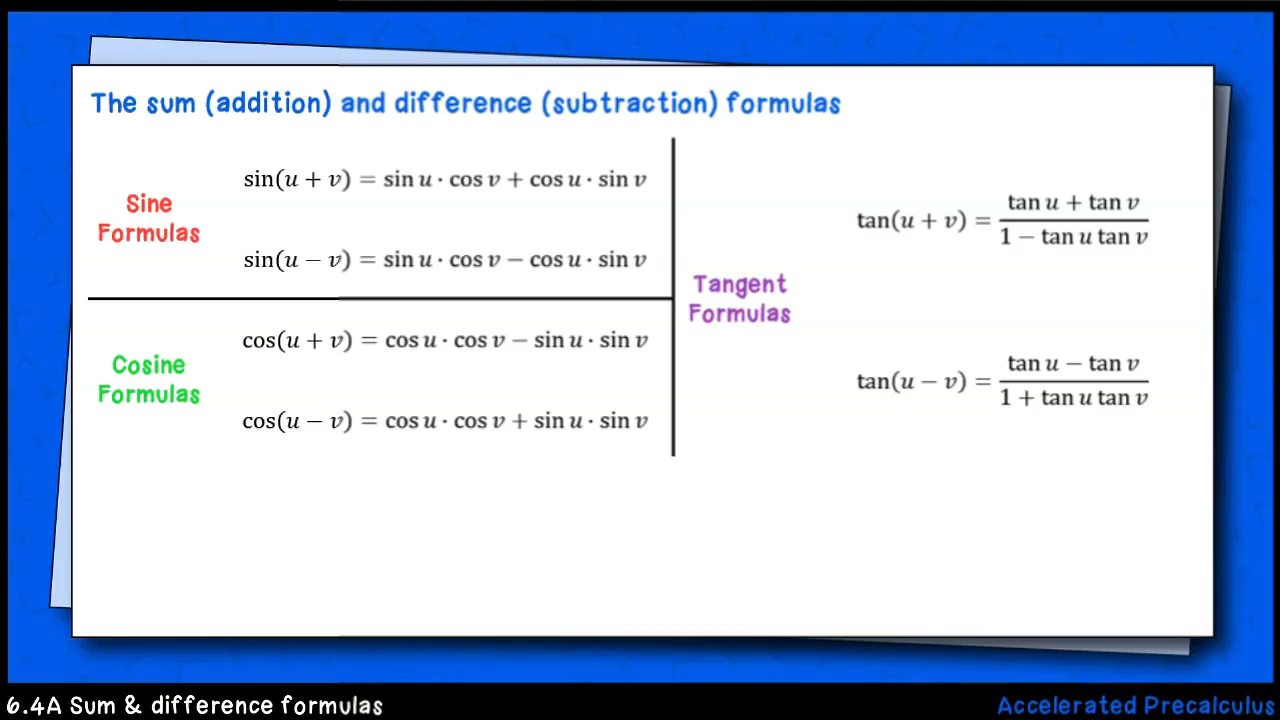 The sum (addition) and difference (subtraction) formulas
Sine
Formulas
sin(u + v) = sin u · cos v + cos u · sin v
sin(u − v) = sin u · cos v − cos u · sin v
Cosine
Formulas
cos(u + v) = cos u · cos v − sin u · sin v
cos(u − v) = cos u · cos v + sin u · sin v
Tangent
Formulas
tan(u + v) = (tan u + tan v) / (1 − tan u tan v)
tan(u − v) = (tan u − tan v) / (1 + tan u tan v)
6.4A Sum & difference formulas
Accelerated Precalculus